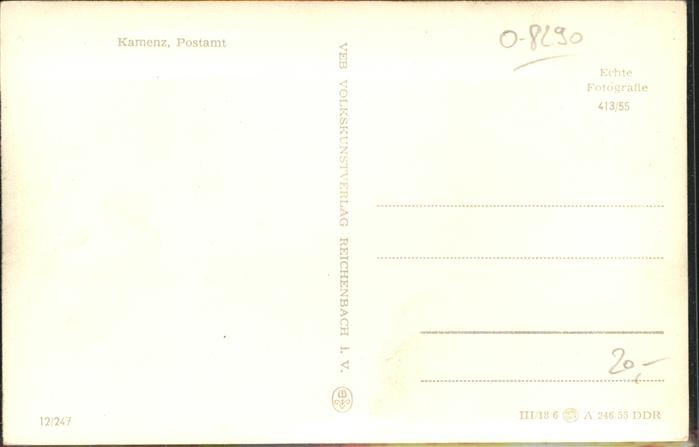 Kamenz, Postamt
O-8290
Echte
Fotografie
413/55
VEB VOLKSKUNSTVERLAG REICHENBACH i. V.
20,-
12/247
III/18 6 A 246 55 DDR